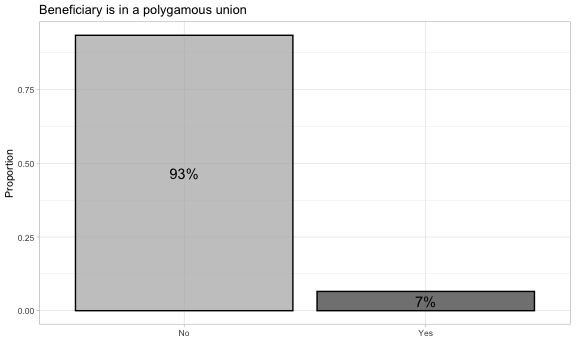 Beneficiary is in a polygamous union
Proportion
0.75
0.50
0.25
0.00
93%
7%
No
Yes